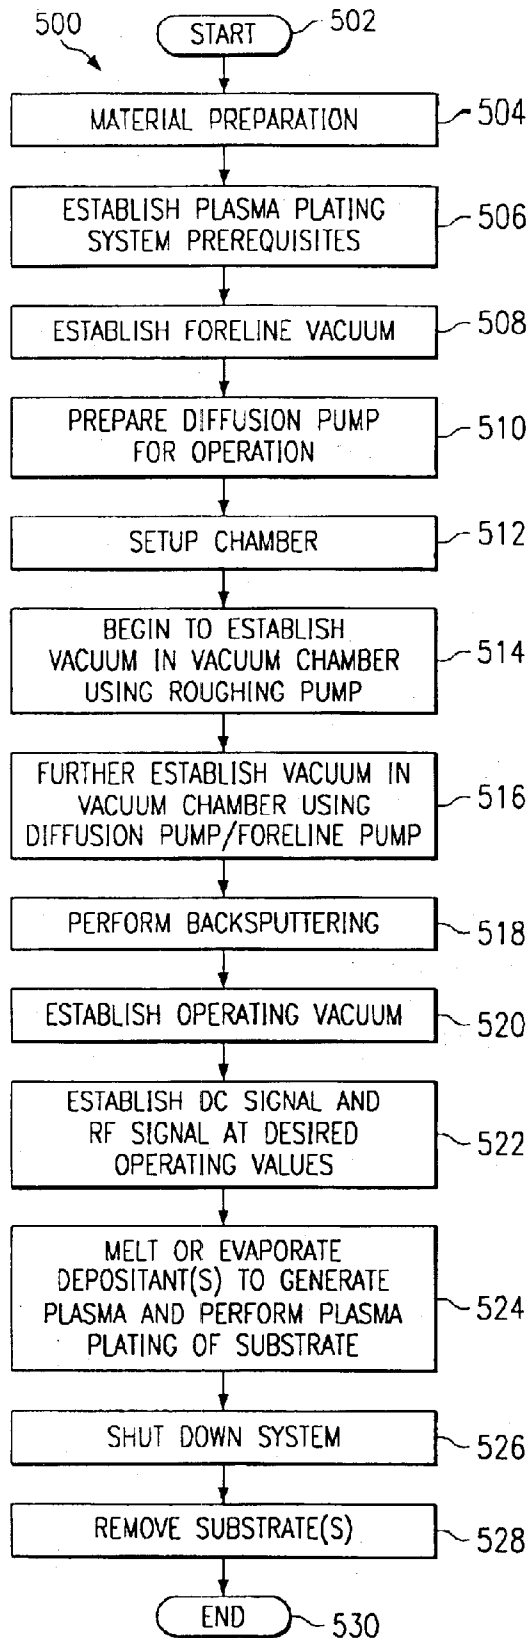 500
START
502
MATERIAL PREPARATION
504
ESTABLISH PLASMA PLATING
SYSTEM PREREQUISITES
506
ESTABLISH FORELINE VACUUM
508
PREPARE DIFFUSION PUMP
FOR OPERATION
510
SETUP CHAMBER
512
BEGIN TO ESTABLISH
VACUUM IN VACUUM CHAMBER
USING ROUGHING PUMP
514
FURTHER ESTABLISH VACUUM IN
VACUUM CHAMBER USING
DIFFUSION PUMP/FORELINE PUMP
516
PERFORM BACKSPUTTERING
518
ESTABLISH OPERATING VACUUM
520
ESTABLISH DC SIGNAL AND
RF SIGNAL AT DESIRED
OPERATING VALUES
522
MELT OR EVAPORATE
DEPOSITANT(S) TO GENERATE
PLASMA AND PERFORM PLASMA
PLATING OF SUBSTRATE
524
SHUT DOWN SYSTEM
526
REMOVE SUBSTRATE(S)
528
END
530